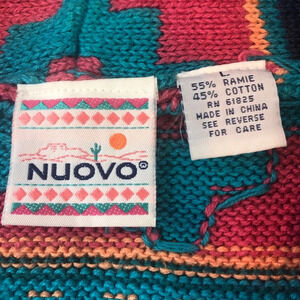 NUOVO®
L
55% RAMIE
45% COTTON
RN 61825
MADE IN CHINA
SEE REVERSE
FOR CARE